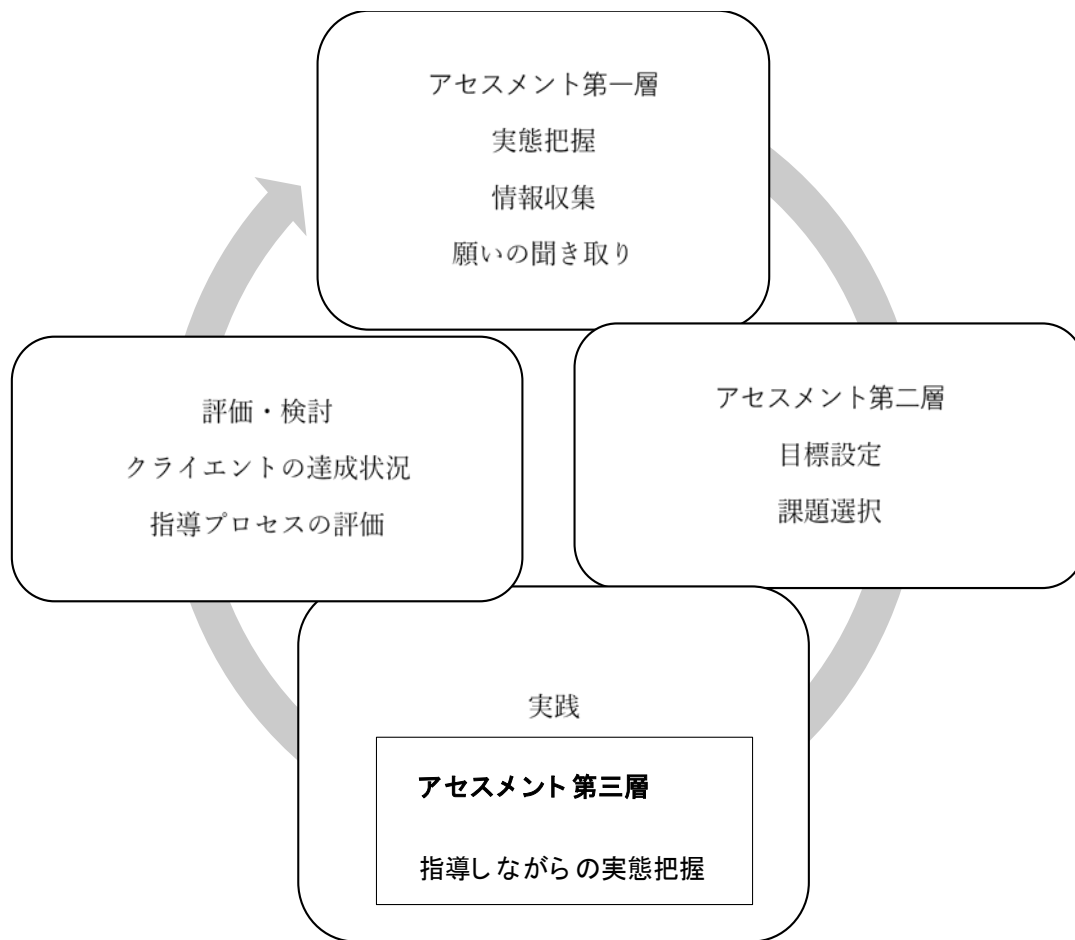 アセスメント第一層
実態把握
情報収集
願いの聞き取り
アセスメント第二層
目標設定
課題選択
実践
アセスメント第三層
指導しながらの実態把握
評価・検討
クライエントの達成状況
指導プロセスの評価